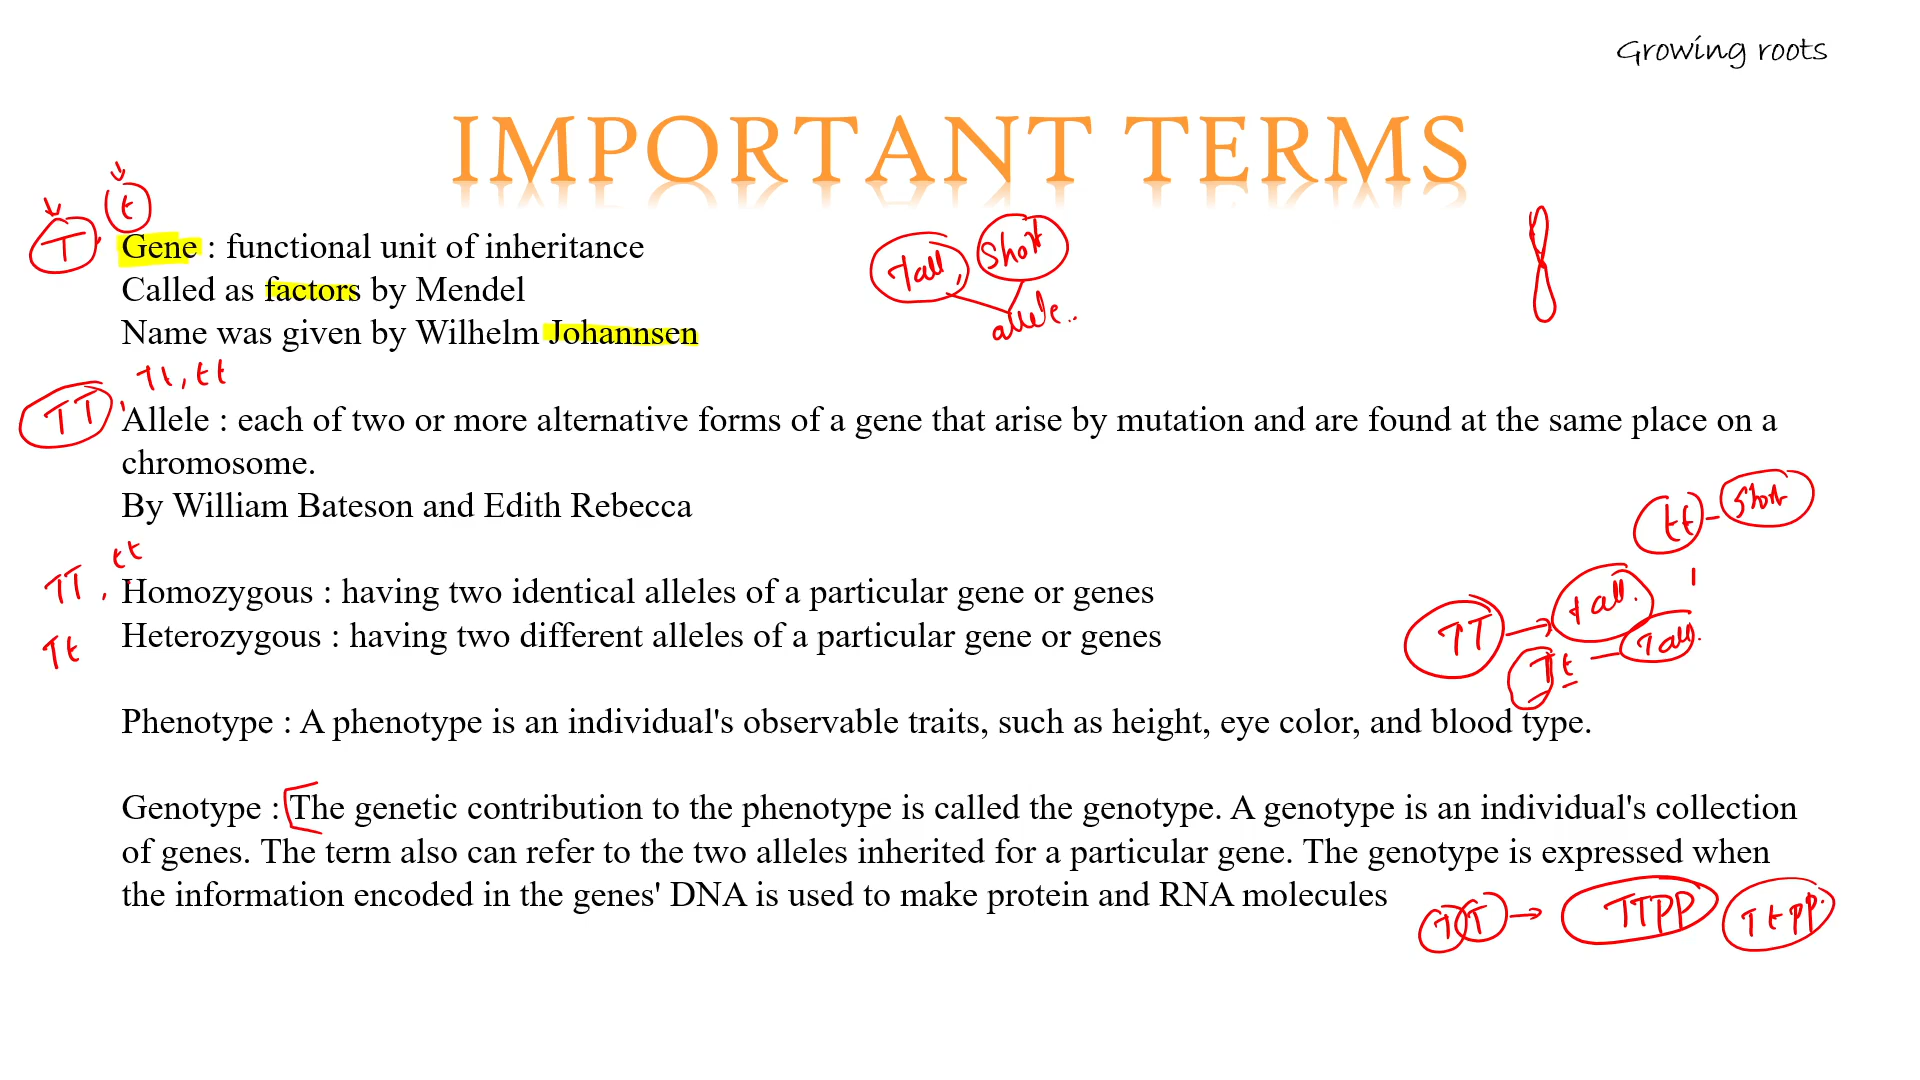 Growing roots
IMPORTANT TERMS
t
T, Gene : functional unit of inheritance
Tall, Short
Called as factors by Mendel
allele..
Name was given by Wilhelm Johannsen
Tt, tt
TT, Allele : each of two or more alternative forms of a gene that arise by mutation and are found at the same place on a
chromosome.
By William Bateson and Edith Rebecca
tt - Short
tt
TT, Homozygous : having two identical alleles of a particular gene or genes
TT → tall.
Tt Heterozygous : having two different alleles of a particular gene or genes
Tt - Tall.
Phenotype : A phenotype is an individual's observable traits, such as height, eye color, and blood type.
Genotype : The genetic contribution to the phenotype is called the genotype. A genotype is an individual's collection
of genes. The term also can refer to the two alleles inherited for a particular gene. The genotype is expressed when
the information encoded in the genes' DNA is used to make protein and RNA molecules
TT → TTPP Ttpp.